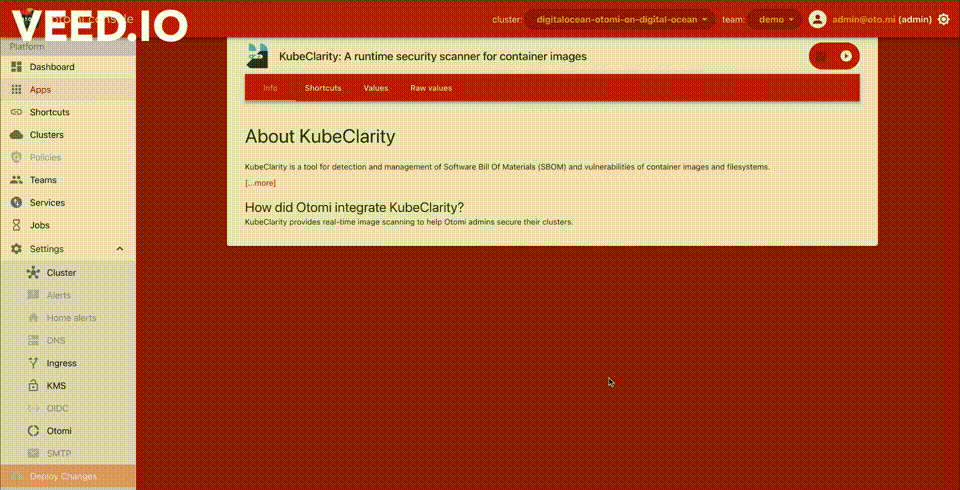 VEED.IO
cluster: digitalocean-otomi-on-digital-ocean team: demo admin@oto.mi (admin)
Platform
Dashboard
Apps
Shortcuts
Clusters
Policies
Teams
Services
Jobs
Settings
Cluster
Alerts
Home alerts
DNS
Ingress
KMS
OIDC
Otomi
SMTP
Deploy Changes
KubeClarity: A runtime security scanner for container images
Info Shortcuts Values Raw values
About KubeClarity
KubeClarity is a tool for detection and management of Software Bill Of Materials (SBOM) and vulnerabilities of container images and filesystems.
[...more]
How did Otomi integrate KubeClarity?
KubeClarity provides real-time image scanning to help Otomi admins secure their clusters.